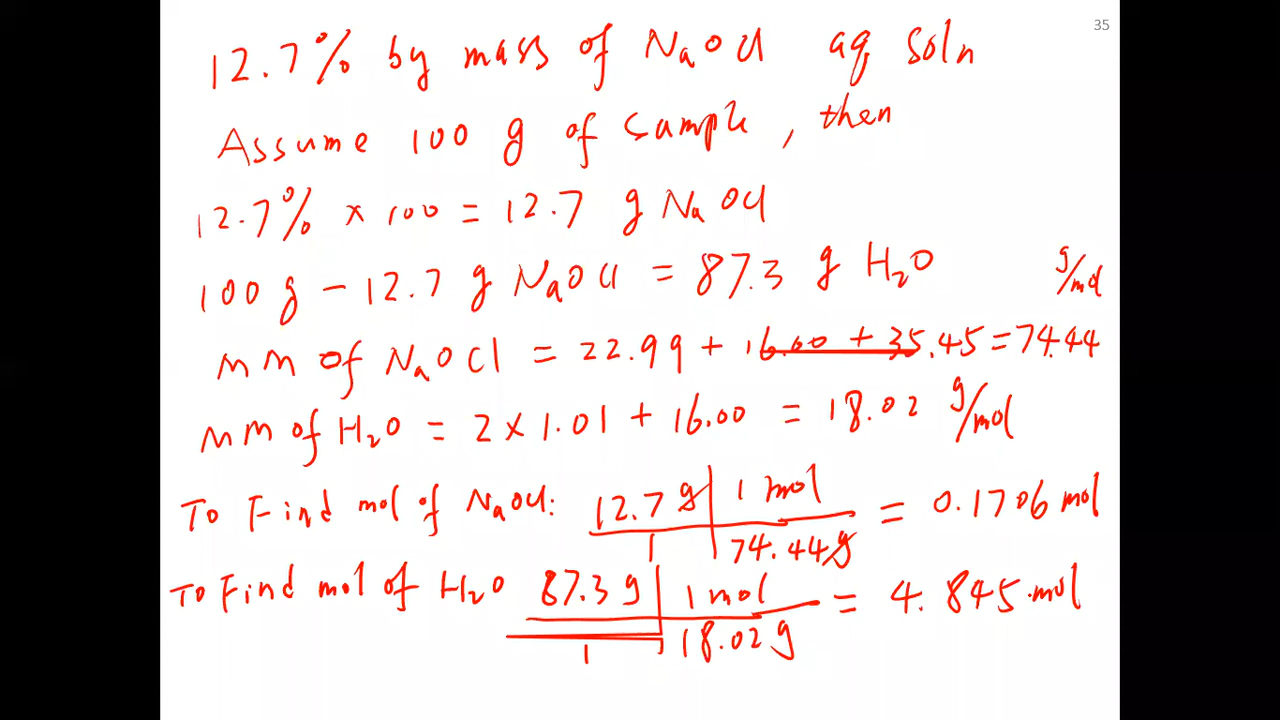 35
12.7% by mass of NaOCl aq soln
Assume 100 g of sample, then
12.7% × 100 = 12.7 g NaOCl
100 g - 12.7 g NaOCl = 87.3 g H₂O
g/mol
MM of NaOCl = 22.99 + 16.00 + 35.45 = 74.44
MM of H₂O = 2 × 1.01 + 16.00 = 18.02 g/mol
To Find mol of NaOCl: 12.7 g | 1 mol = 0.1706 mol
1 | 74.44g
To Find mol of H₂O 87.3 g | 1 mol = 4.845 mol
1 | 18.02 g